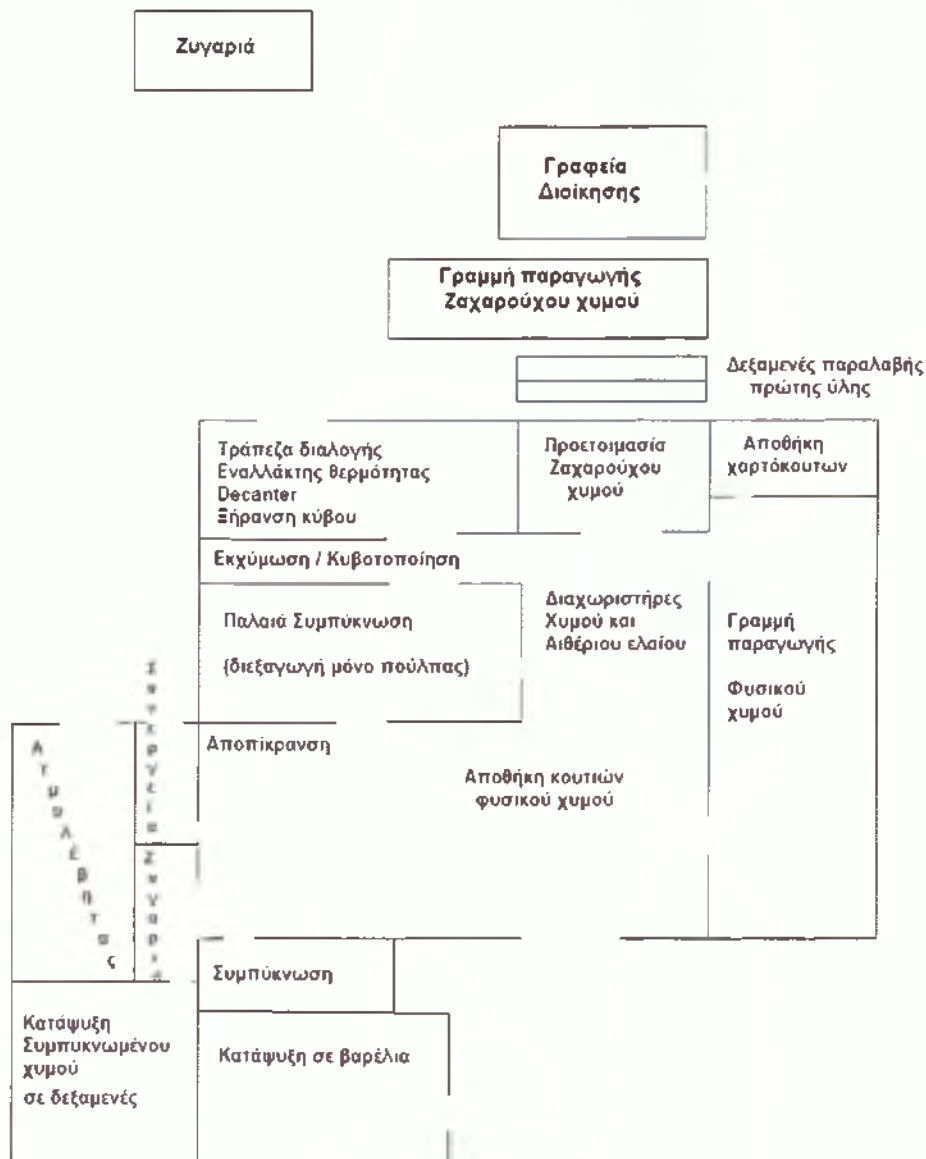 Ζυγαριά
Γραφεία
Διοίκησης
Γραμμή παραγωγής
Ζαχαρούχου χυμού
Δεξαμενές παραλαβής
πρώτης ύλης
Τράπεζα διαλογής
Εναλλάκτης θερμότητας
Decanter
Ξήρανση κύβου
Προετοιμασία
Ζαχαρούχου
χυμού
Αποθήκη
χαρτόκουτων
Εκχύμωση / Κυβοτοποίηση
Παλαιά Συμπύκνωση
(διεξαγωγή μόνο πούλπας)
Διαχωριστήρες
Χυμού και
Αιθέριου ελαίου
Γραμμή
παραγωγής
Φυσικού
χυμού
Συνεργείο
Ζυγαριά
Ατμολέβητας
Αποπίκρανση
Αποθήκη κουτιών
φυσικού χυμού
Συμπύκνωση
Κατάψυξη
Συμπυκνωμένου
χυμού
σε δεξαμενές
Κατάψυξη σε βαρέλια